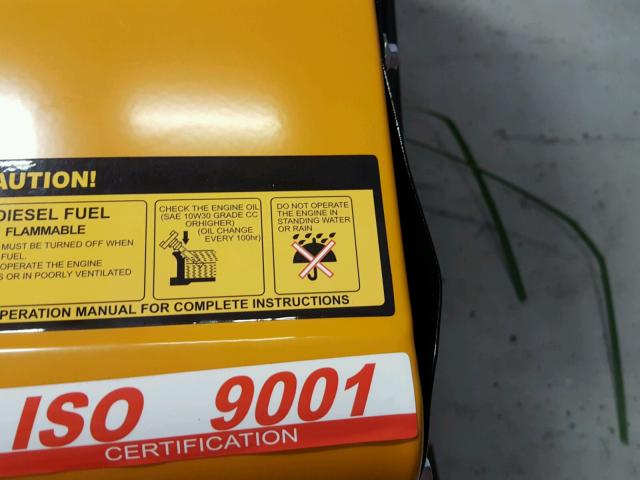 AUTION!
DIESEL FUEL
FLAMMABLE
MUST BE TURNED OFF WHEN
FUEL.
OPERATE THE ENGINE
S OR IN POORLY VENTILATED
CHECK THE ENGINE OIL
(SAE 10W30 GRADE CC
ORHIGHER)
(OIL CHANGE
EVERY 100hr)
DO NOT OPERATE
THE ENGINE IN
STANDING WATER
OR RAIN
PERATION MANUAL FOR COMPLETE INSTRUCTIONS
ISO 9001
CERTIFICATION